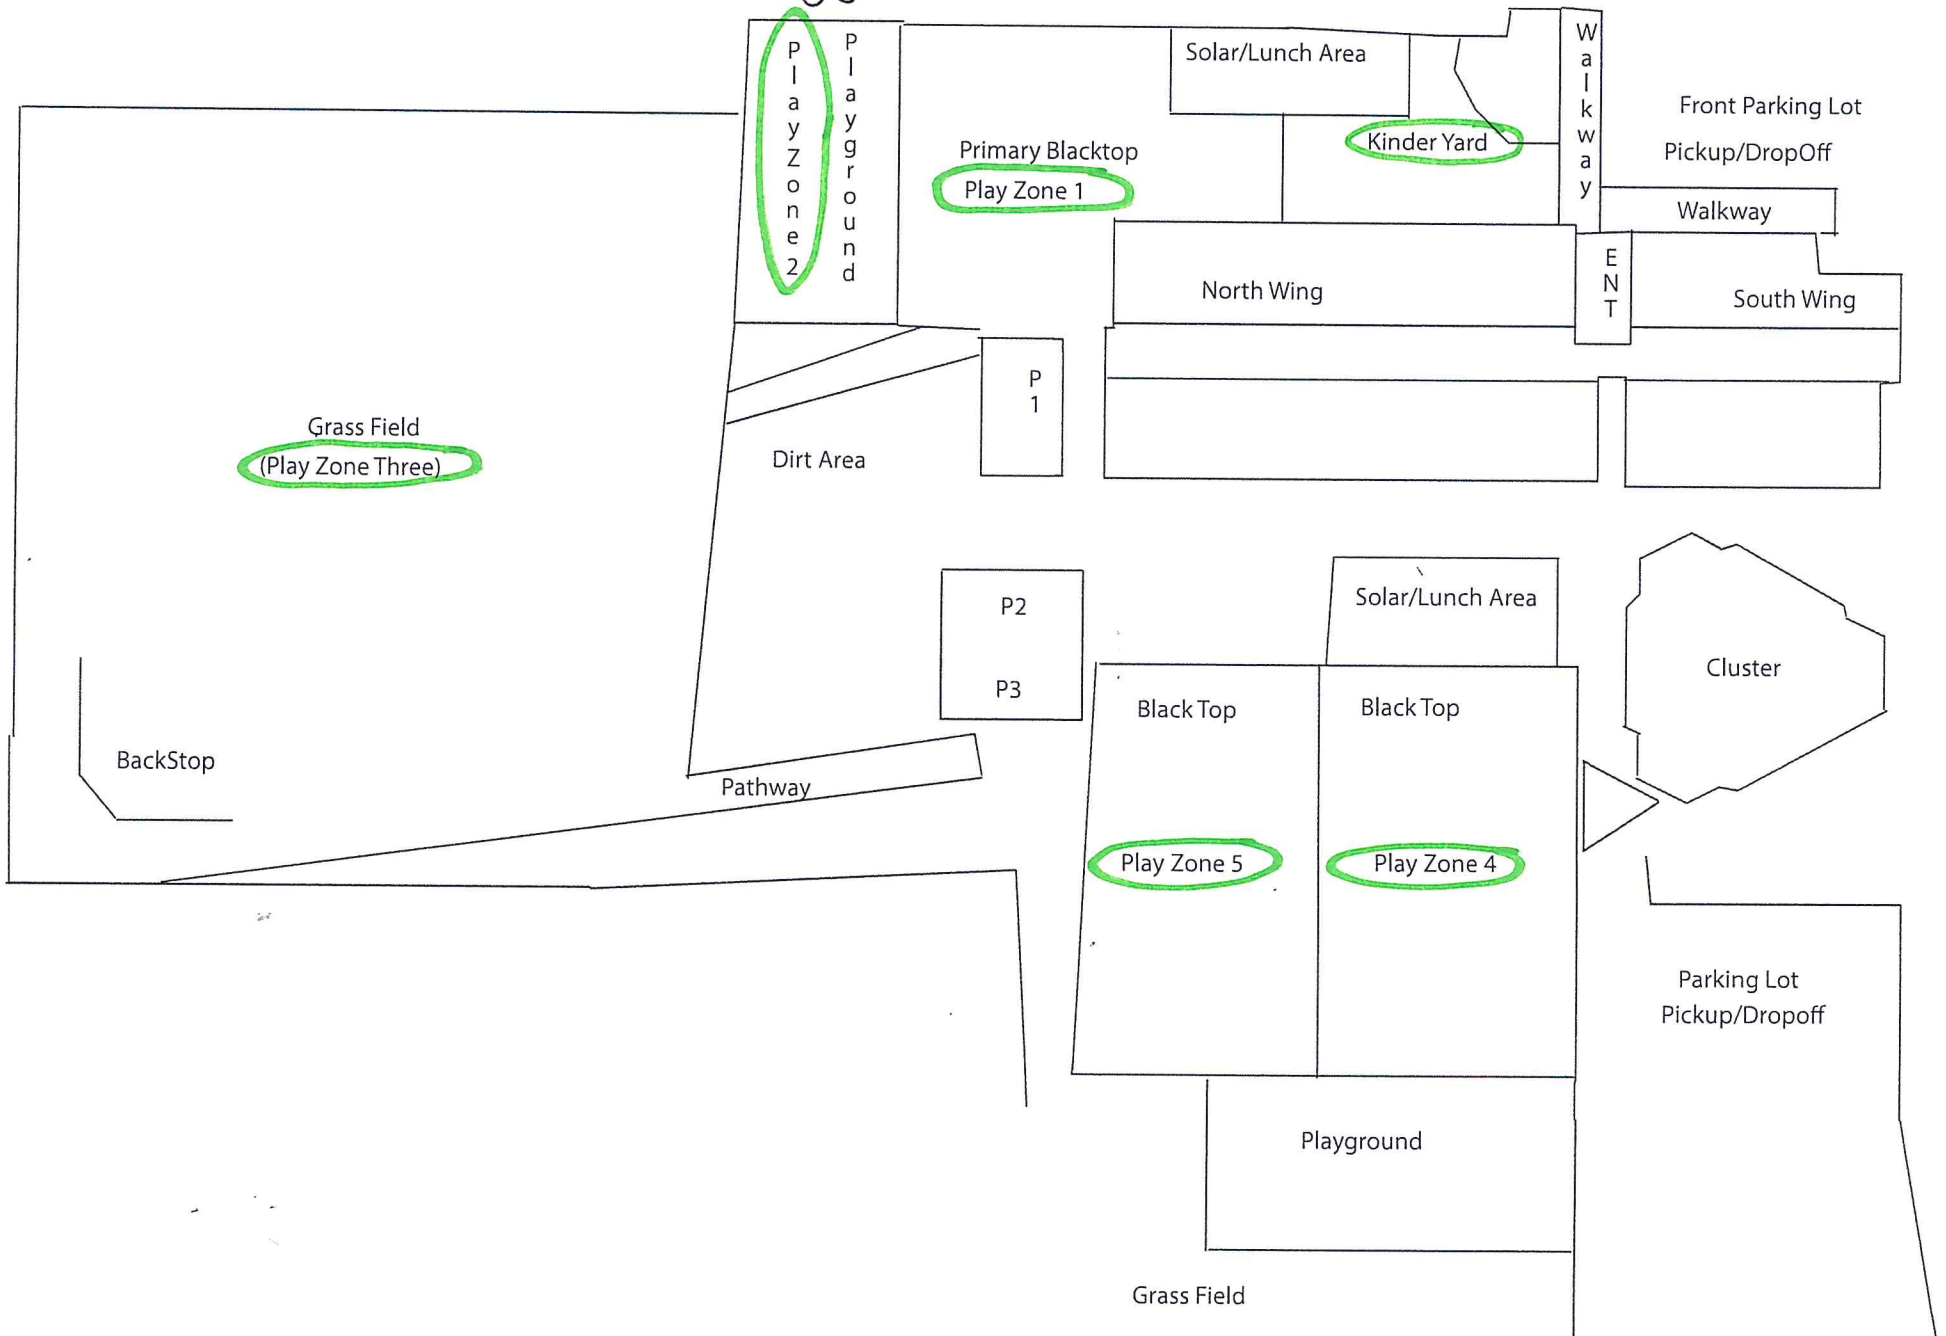 Play Zone 2
Playground
Solar/Lunch Area
Walkway
Front Parking Lot
Pickup/DropOff
Kinder Yard
Primary Blacktop
Play Zone 1
Walkway
North Wing
ENT
South Wing
P1
Grass Field
(Play Zone Three)
Dirt Area
P2
P3
Solar/Lunch Area
Cluster
Black Top
Black Top
BackStop
Pathway
Play Zone 5
Play Zone 4
Parking Lot
Pickup/Dropoff
Playground
Grass Field